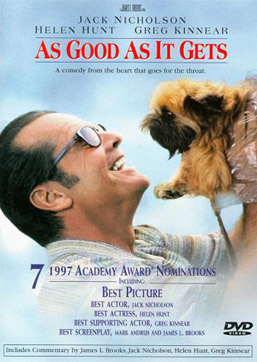 JACK NICHOLSON
HELEN HUNT GREG KINNEAR
AS GOOD AS IT GETS
A comedy from the heart that goes for the throat.
7 1997 ACADEMY AWARD NOMINATIONS
INCLUDING:
BEST PICTURE
BEST ACTOR, JACK NICHOLSON
BEST ACTRESS, HELEN HUNT
BEST SUPPORTING ACTOR, GREG KINNEAR
BEST SCREENPLAY, MARK ANDRUS AND JAMES L. BROOKS
DVD
VIDEO
Includes Commentary by James L. Brooks, Jack Nicholson, Helen Hunt, Greg Kinnear